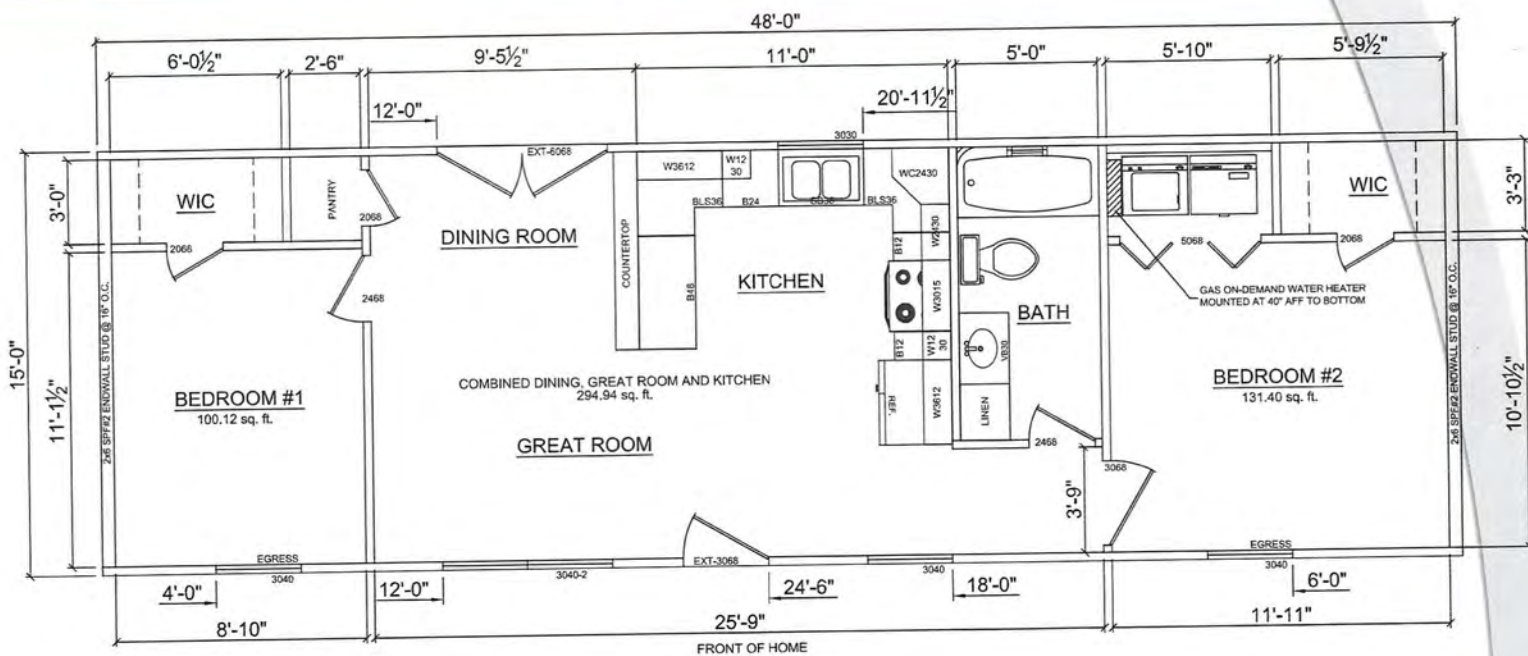 48'-0"
6'-0½" 2'-6" 9'-5½" 11'-0" 5'-0" 5'-10" 5'-9½"
12'-0" 20'-11½"
EXT-6068 3030
W3612 W12 30 WC2430
WIC PANTRY WIC
3'-0" 3'-3"
2068
BLS36 B24 SB36 BLS36
DINING ROOM
COUNTERTOP
B12 W2430
2068 5068 2068
2468
KITCHEN
B48
W3015
GAS ON-DEMAND WATER HEATER
MOUNTED AT 40" AFF TO BOTTOM
BATH
2x6 SPF#2 ENDWALL STUD @ 16" O.C.
2x6 SPF#2 ENDWALL STUD @ 16" O.C.
15'-0"
11'-1½"
10'-10½"
B12 W12 30
VB30
COMBINED DINING, GREAT ROOM AND KITCHEN
294.94 sq. ft.
BEDROOM #1
100.12 sq. ft.
BEDROOM #2
131.40 sq. ft.
REF. W3612
LINEN
GREAT ROOM
2468
3068
3'-9"
EGRESS
3040
3040-2
EXT-3068
3040
EGRESS
3040
4'-0" 12'-0" 24'-6" 18'-0" 6'-0"
8'-10" 25'-9" 11'-11"
FRONT OF HOME